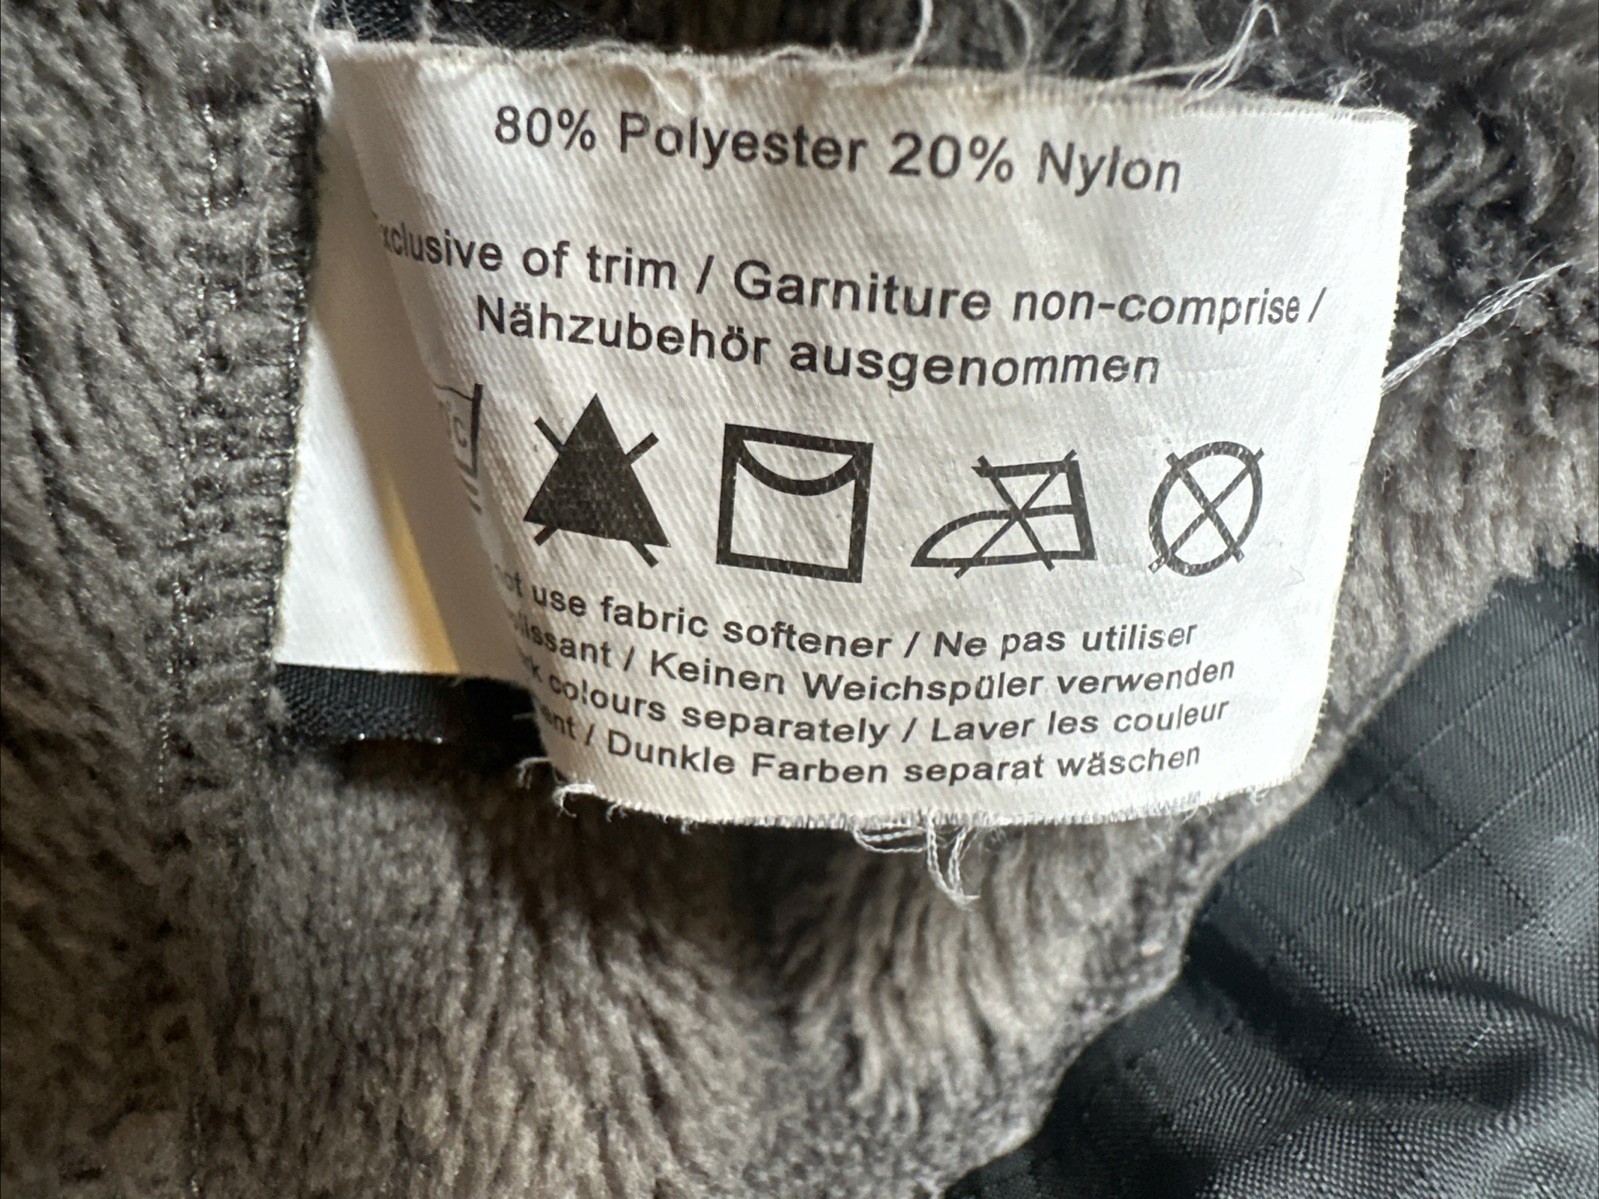 80% Polyester 20% Nylon
xclusive of trim / Garniture non-comprise /
Nähzubehör ausgenommen
use fabric softener / Ne pas utiliser
lissant / Keinen Weichspüler verwenden
colours separately / Laver les couleur
ent / Dunkle Farben separat wäschen